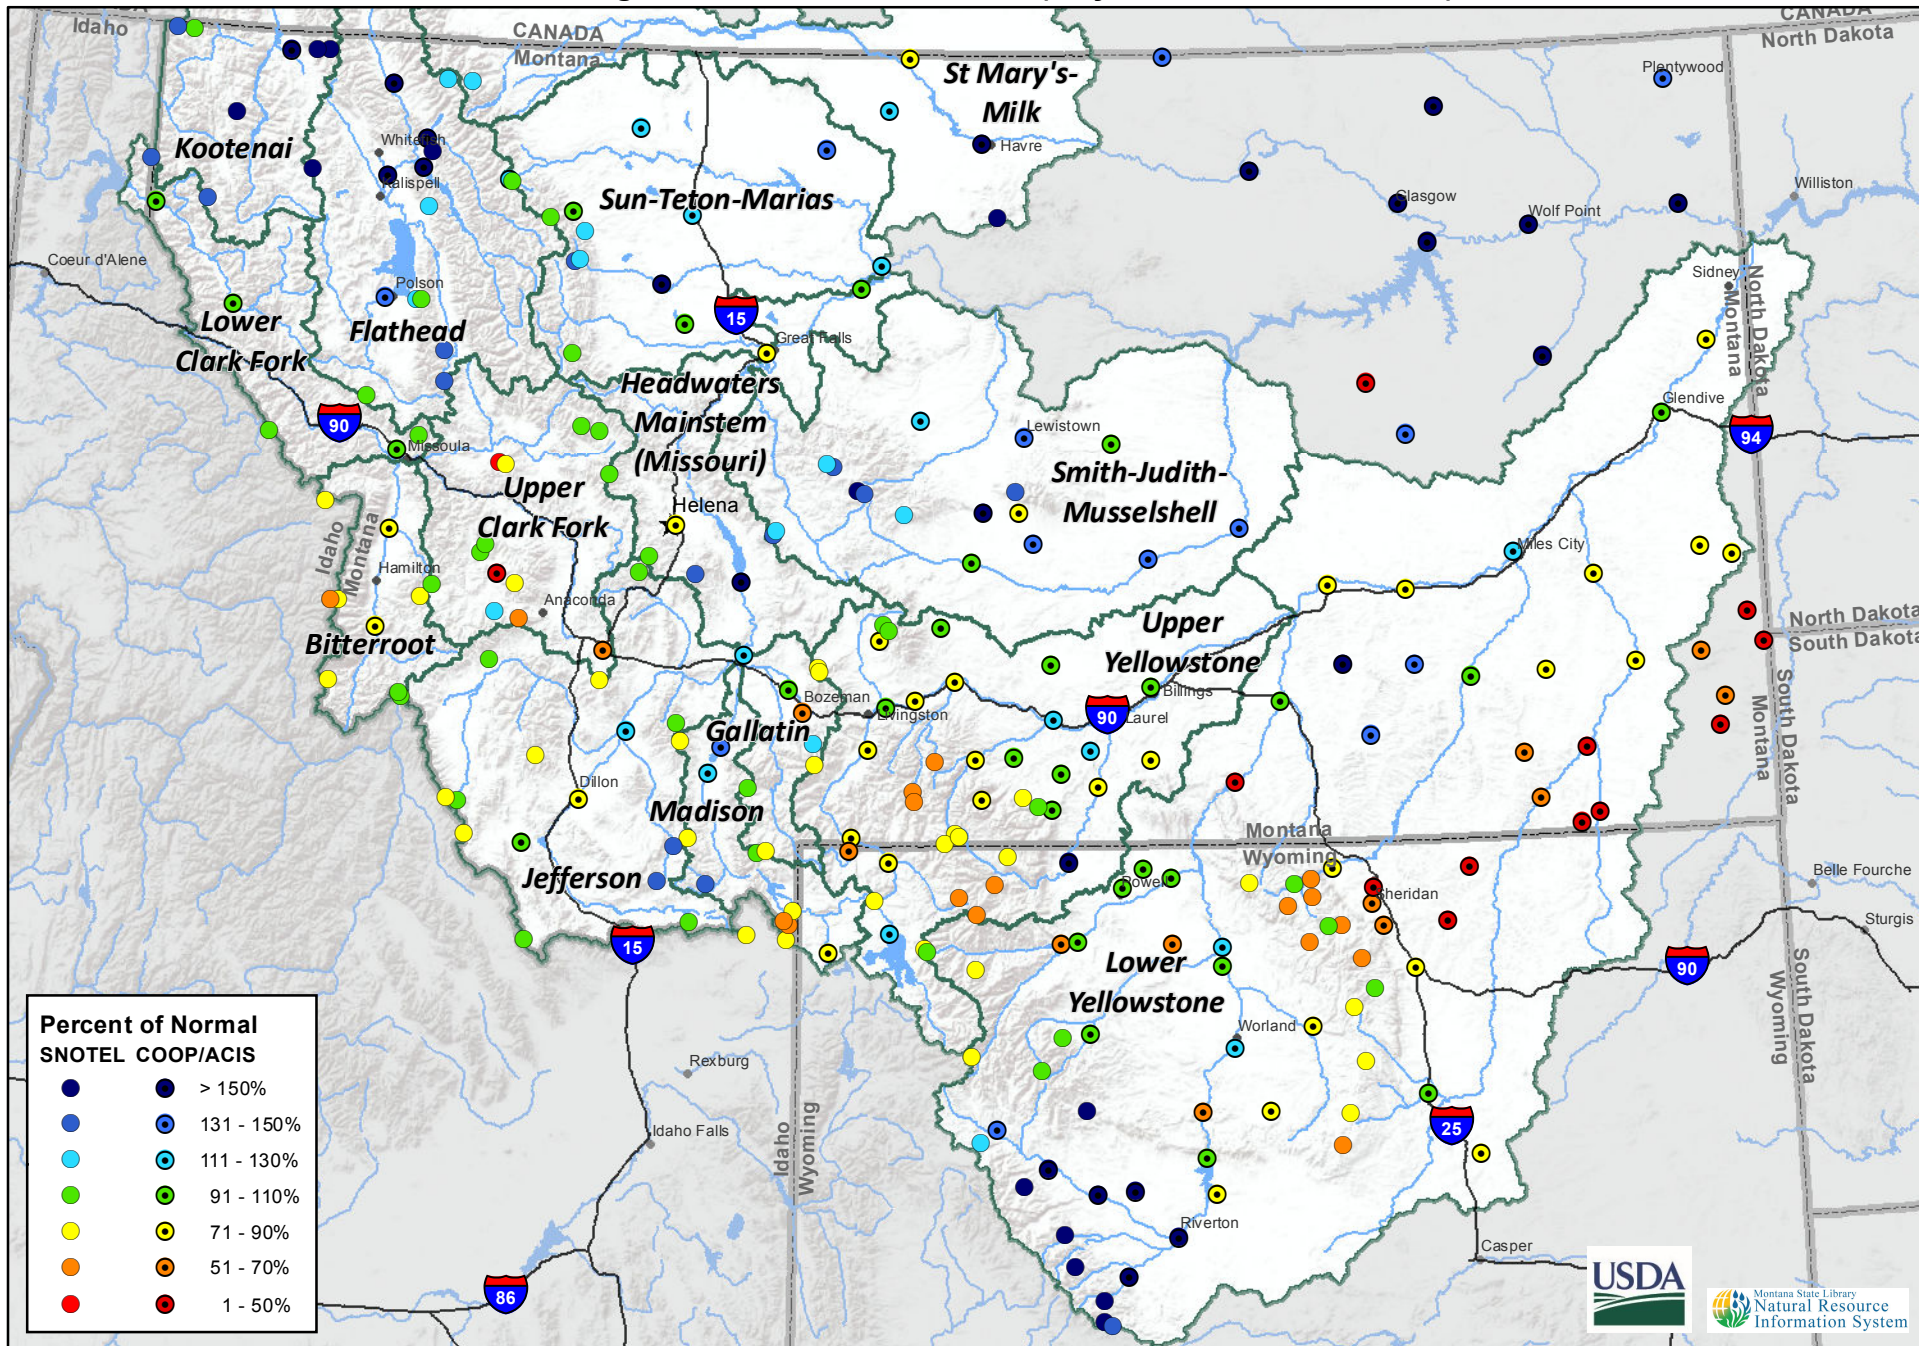 Idaho
CANADA
Montana
CANADA
North Dakota
St Mary's-
Milk
Plentywood
Kootenai
Whitefish
Havre
Kalispell
Sun-Teton-Marias
Glasgow
Wolf Point
Williston
Coeur d'Alene
Polson
Sidney
North Dakota
Montana
Lower
Clark Fork
Flathead
15
Great Falls
Headwaters
Mainstem
(Missouri)
90
Missoula
Lewistown
Glendive
94
Smith-Judith-
Musselshell
Upper
Clark Fork
Helena
Idaho
Montana
Hamilton
Miles City
Anaconda
Bitterroot
Upper
Yellowstone
North Dakota
South Dakota
Bozeman
Livingston
Billings
90
Laurel
Gallatin
South Dakota
Montana
Dillon
Madison
Montana
Wyoming
Jefferson
Powell
Sheridan
Belle Fourche
Sturgis
15
90
Lower
Yellowstone
South Dakota
Wyoming
Worland
Rexburg
Idaho
Wyoming
Idaho Falls
25
Riverton
Casper
86
Percent of Normal
SNOTEL COOP/ACIS
> 150%
131 - 150%
111 - 130%
91 - 110%
71 - 90%
51 - 70%
1 - 50%
USDA
Montana State Library
Natural Resource
Information System